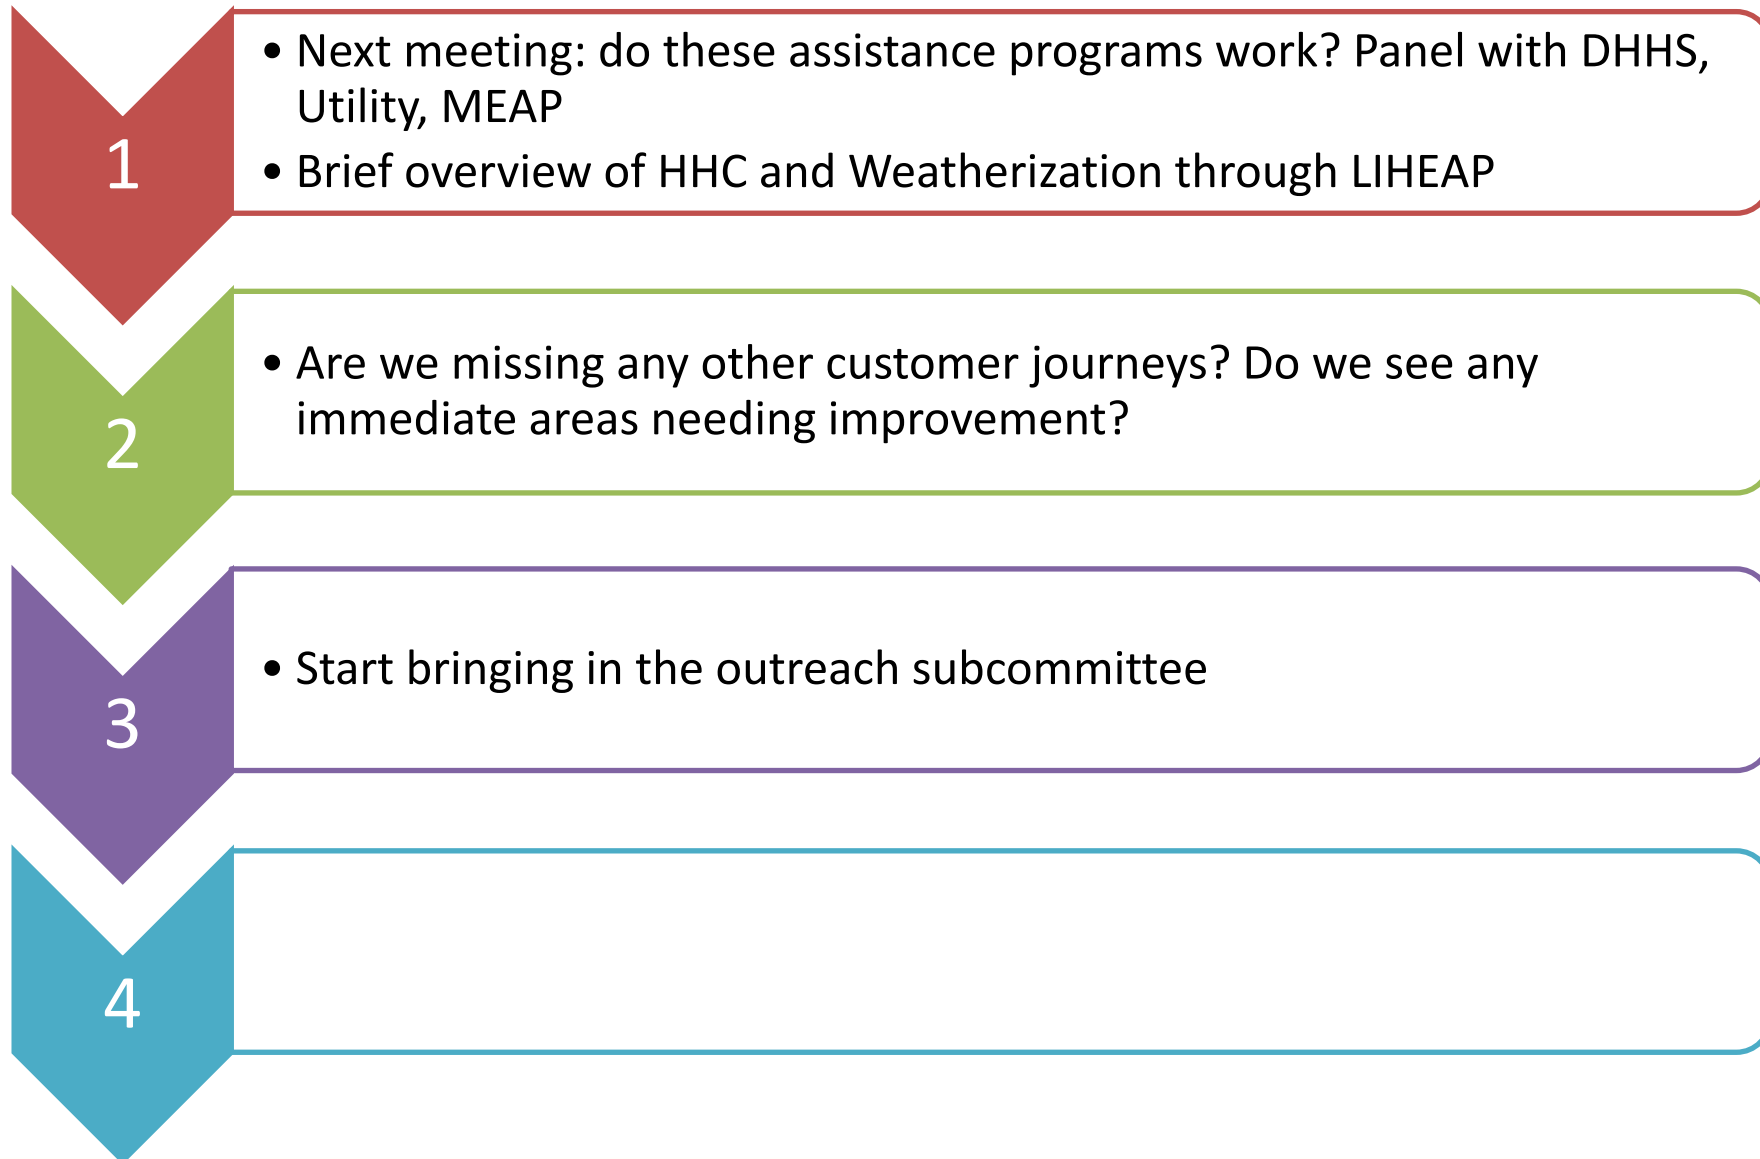 1
• Next meeting: do these assistance programs work? Panel with DHHS,
Utility, MEAP
• Brief overview of HHC and Weatherization through LIHEAP
2
• Are we missing any other customer journeys? Do we see any
immediate areas needing improvement?
3
• Start bringing in the outreach subcommittee
4